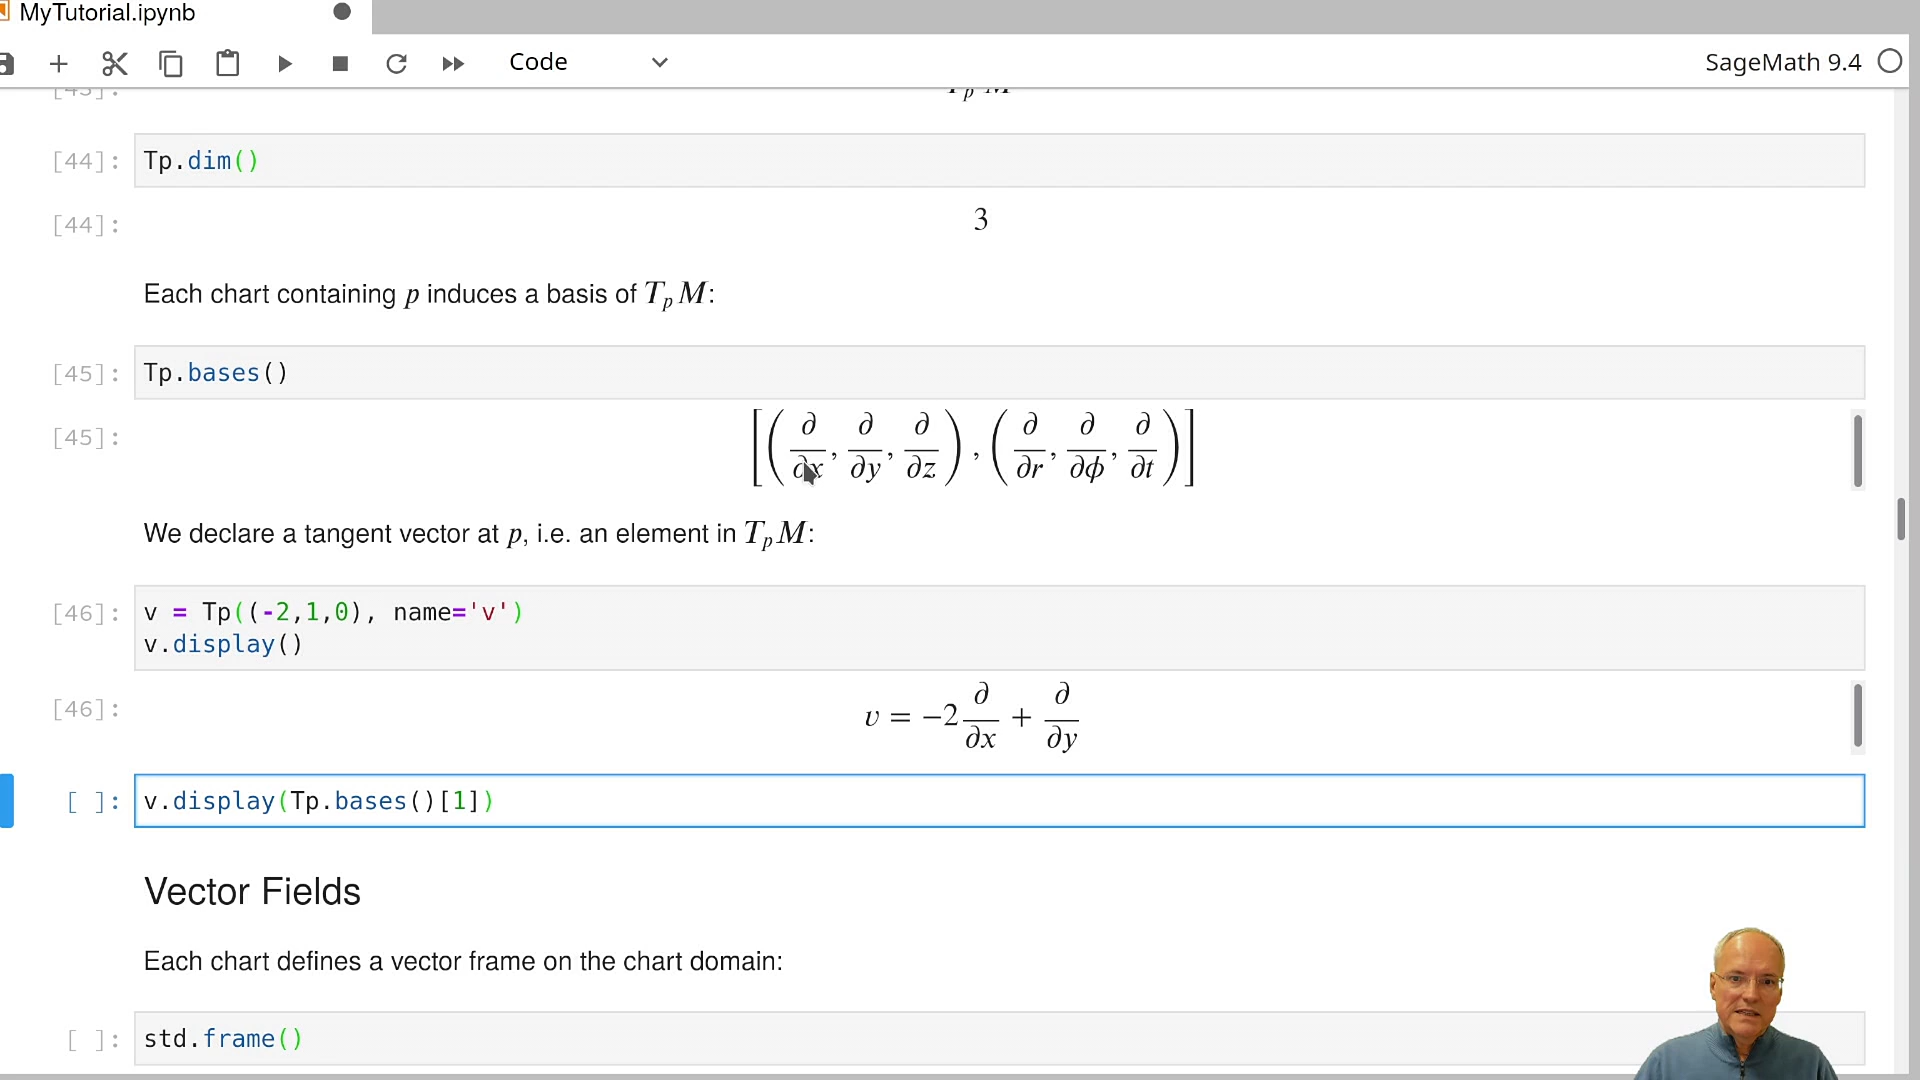 MyTutorial.ipynb
Code
SageMath 9.4
[43]:
T_p M
[44]: Tp.dim()
[44]: 3
Each chart containing p induces a basis of T_p M:
[45]: Tp.bases()
[45]: [(∂/∂x, ∂/∂y, ∂/∂z), (∂/∂r, ∂/∂ϕ, ∂/∂t)]
We declare a tangent vector at p, i.e. an element in T_p M:
[46]: v = Tp((-2,1,0), name='v')
v.display()
[46]: v = −2 ∂/∂x + ∂/∂y
[ ]: v.display(Tp.bases()[1])
Vector Fields
Each chart defines a vector frame on the chart domain:
[ ]: std.frame()